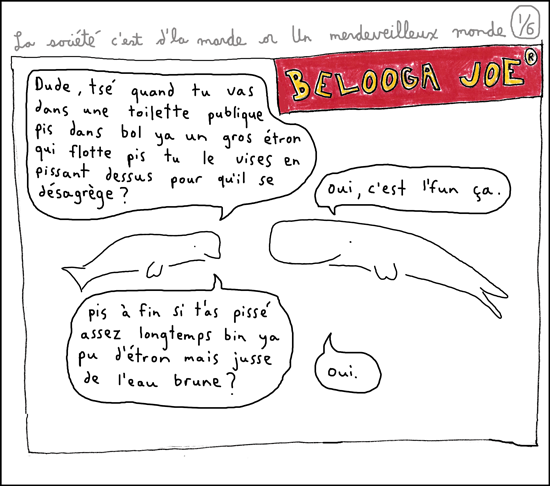 La société c'est d'la marde or Un merdeveilleux monde 1/6
BELOOGA JOE ®
Dude, tsé quand tu vas
dans une toilette publique
pis dans bol ya un gros étron
qui flotte pis tu le vises en
pissant dessus pour qu'il se
désagrège?
Oui, c'est l'fun ça.
pis à fin si t'as pissé
assez longtemps bin ya
pu d'étron mais jusse
de l'eau brune?
Oui.